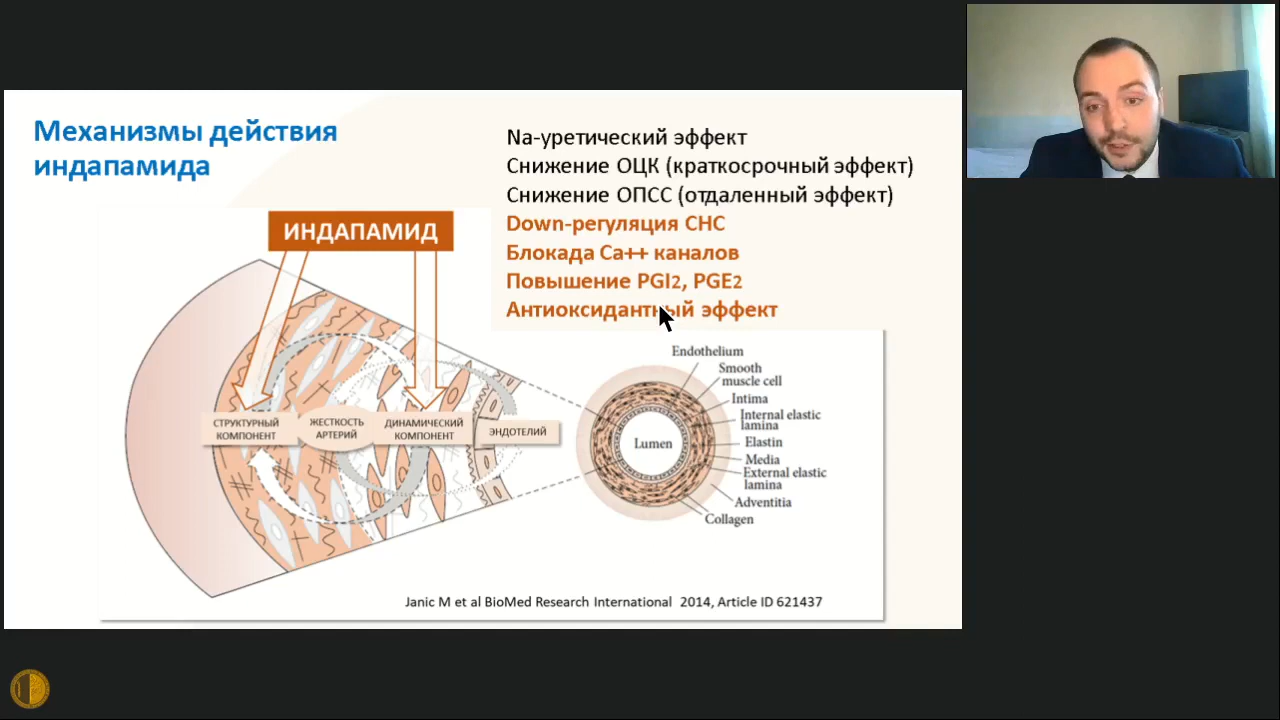 Механизмы действия
индапамида
Na-уретический эффект
Снижение ОЦК (краткосрочный эффект)
Снижение ОПСС (отдаленный эффект)
Down-регуляция СНС
Блокада Ca++ каналов
Повышение PGI2, PGE2
Антиоксидантный эффект
ИНДАПАМИД
СТРУКТУРНЫЙ
КОМПОНЕНТ
ЖЕСТКОСТЬ
АРТЕРИЙ
ДИНАМИЧЕСКИЙ
КОМПОНЕНТ
ЭНДОТЕЛИЙ
Endothelium
Smooth
muscle cell
Intima
Internal elastic
lamina
Elastin
Media
External elastic
lamina
Adventitia
Collagen
Lumen
Janic M et al BioMed Research International 2014, Article ID 621437